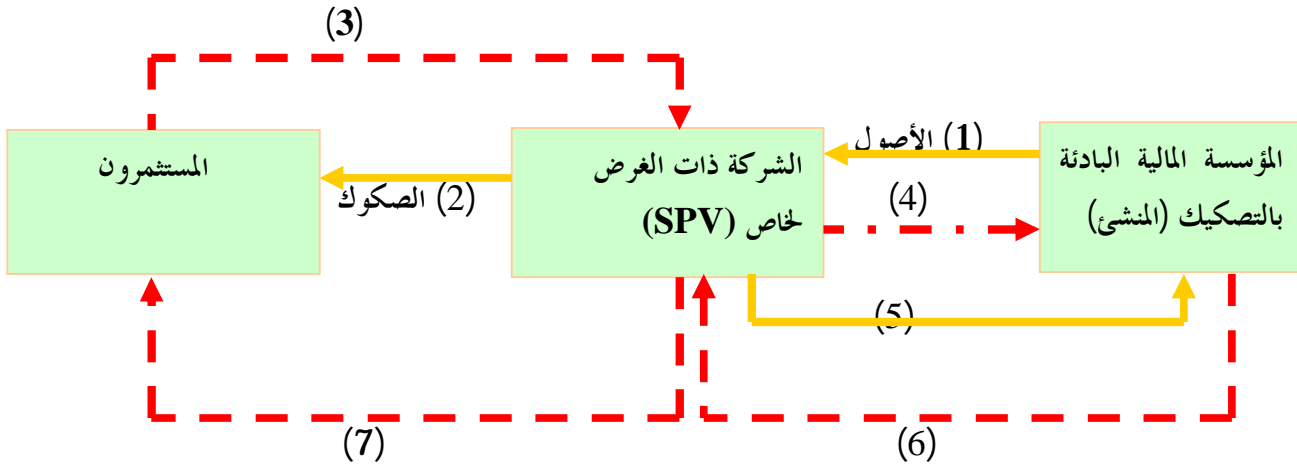 (3)
المستثمرون
(2) الصكوك
الشركة ذات الغرض
لخاص (SPV)
(1) الأصول
(4)
(5)
المؤسسة المالية البادئة
بالتصكيك (المنشئ)
(7)
(6)